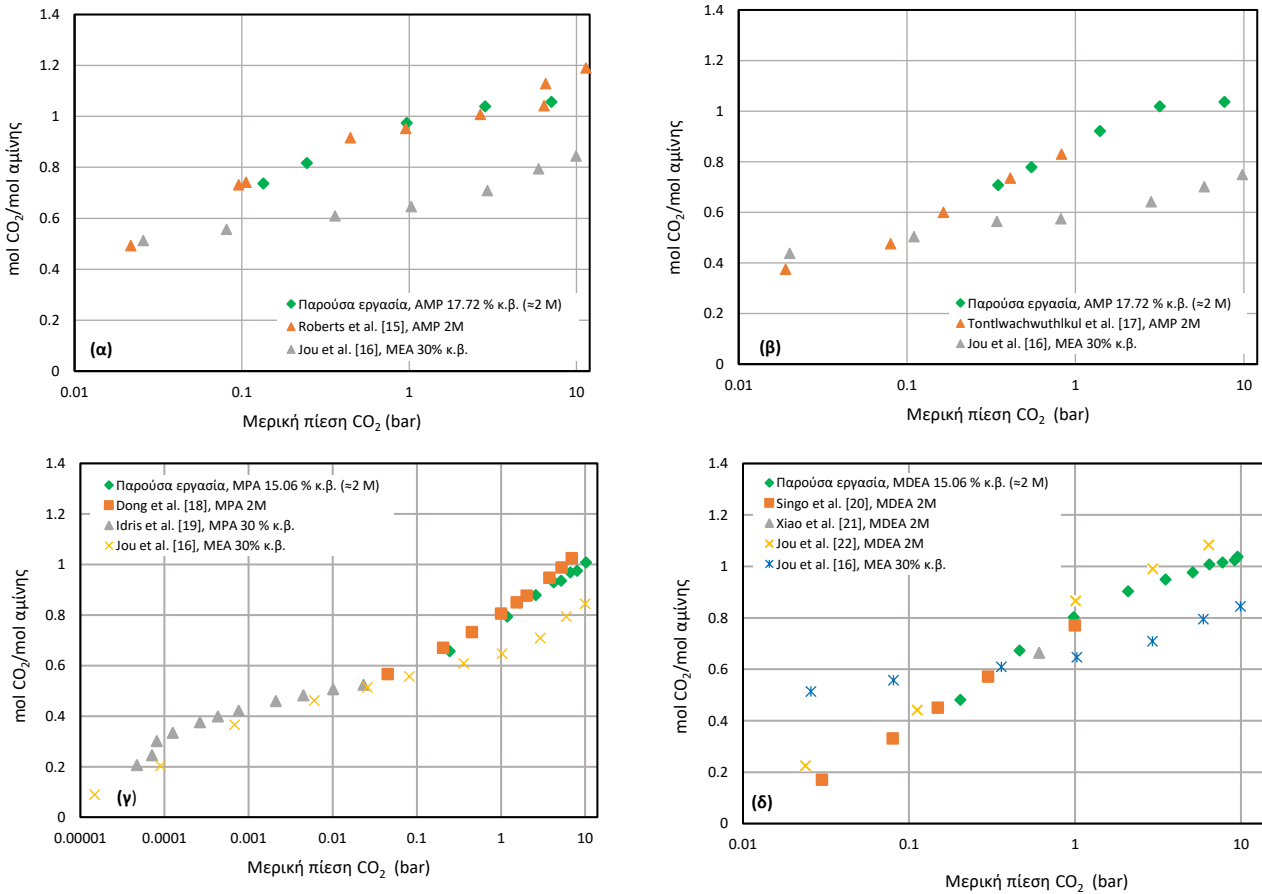 1.4
1.2
1
0.8
0.6
0.4
0.2
0
mol CO₂/mol αμίνης
Παρούσα εργασία, AMP 17.72 % κ.β. (≈2 M)
Roberts et al. [15], AMP 2M
Jou et al. [16], MEA 30% κ.β.
(α)
0.01 0.1 1 10
Μερική πίεση CO₂ (bar)
1.4
1.2
1
0.8
0.6
0.4
0.2
0
mol CO₂/mol αμίνης
Παρούσα εργασία, AMP 17.72 % κ.β. (≈2 M)
Tontlwachwuthlkul et al. [17], AMP 2M
Jou et al. [16], MEA 30% κ.β.
(β)
0.01 0.1 1 10
Μερική πίεση CO₂ (bar)
1.4
1.2
1
0.8
0.6
0.4
0.2
0
mol CO₂/mol αμίνης
Παρούσα εργασία, MPA 15.06 % κ.β. (≈2 M)
Dong et al. [18], MPA 2M
Idris et al. [19], MPA 30 % κ.β.
Jou et al. [16], MEA 30% κ.β.
(γ)
0.00001 0.0001 0.001 0.01 0.1 1 10
Μερική πίεση CO₂ (bar)
1.4
1.2
1
0.8
0.6
0.4
0.2
0
mol CO₂/mol αμίνης
Παρούσα εργασία, MDEA 15.06 % κ.β. (≈2 M)
Singo et al. [20], MDEA 2M
Xiao et al. [21], MDEA 2M
Jou et al. [22], MDEA 2M
Jou et al. [16], MEA 30% κ.β.
(δ)
0.01 0.1 1 10
Μερική πίεση CO₂ (bar)